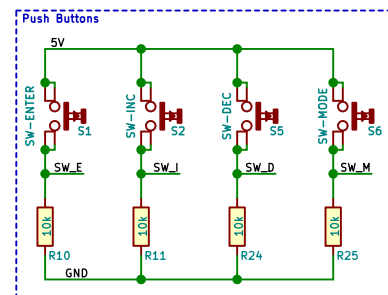 Push Buttons
5V
SW-ENTER S1 SW-INC S2 SW-DEC S5 SW-MODE S6
SW_E SW_I SW_D SW_M
10k 10k 10k 10k
R10 R11 R24 R25
GND